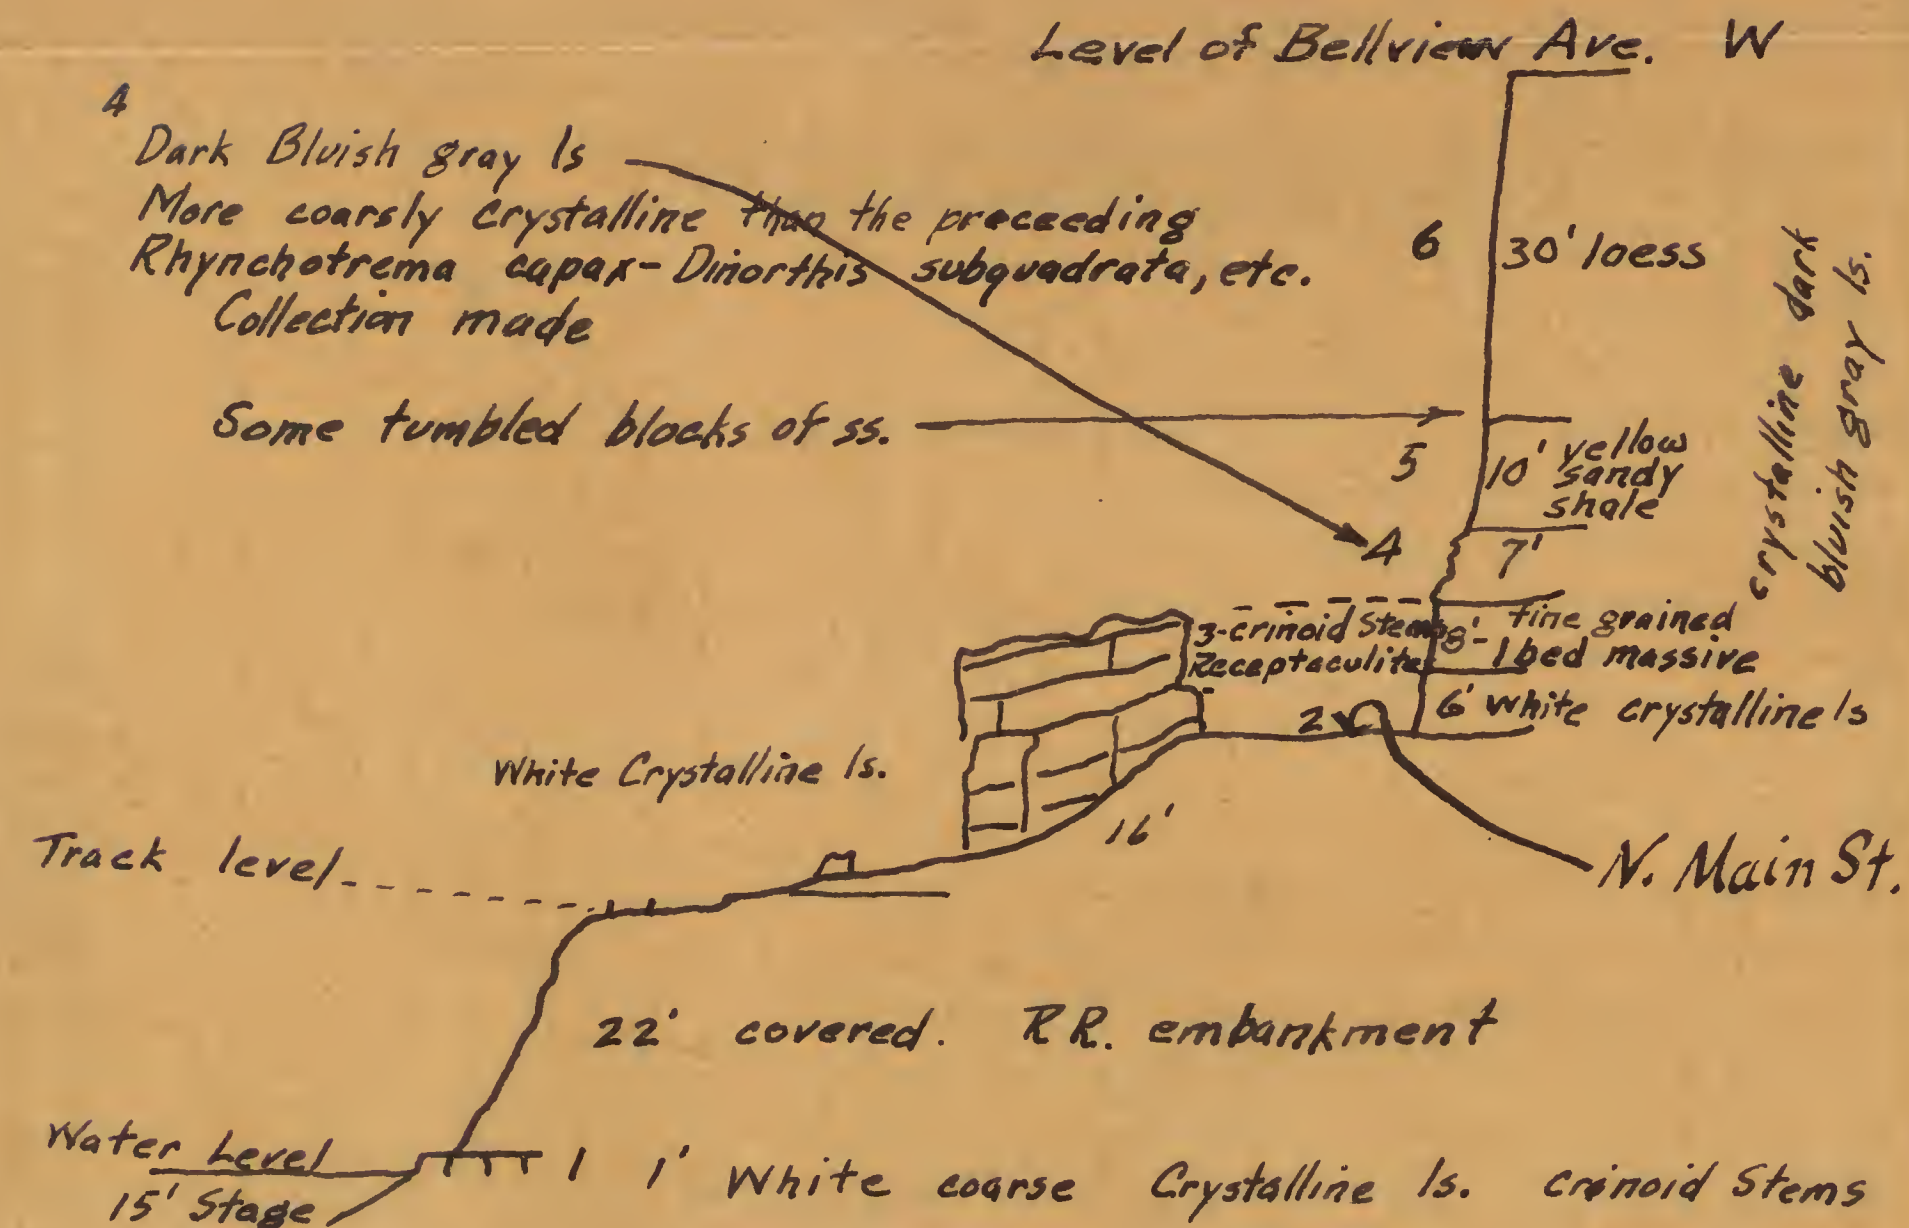 Level of Bellview Ave. W
4
Dark Bluish gray ls
More coarsly crystalline than the proceeding
Rhynchotrema capax - Dinorthis subquadrata, etc.
Collection made
6 30' loess
crystalline dark
bluish gray ls.
Some tumbled blocks of ss.
5 10' yellow
sandy
shale
4 7'
3-crinoid Stems 8'- fine grained
Receptaculites 1 bed massive
2 6' White crystalline ls
White Crystalline ls.
16'
Track level
N. Main St.
22' covered. RR. embankment
Water Level
15' Stage
1 1' White coarse Crystalline ls. crinoid Stems